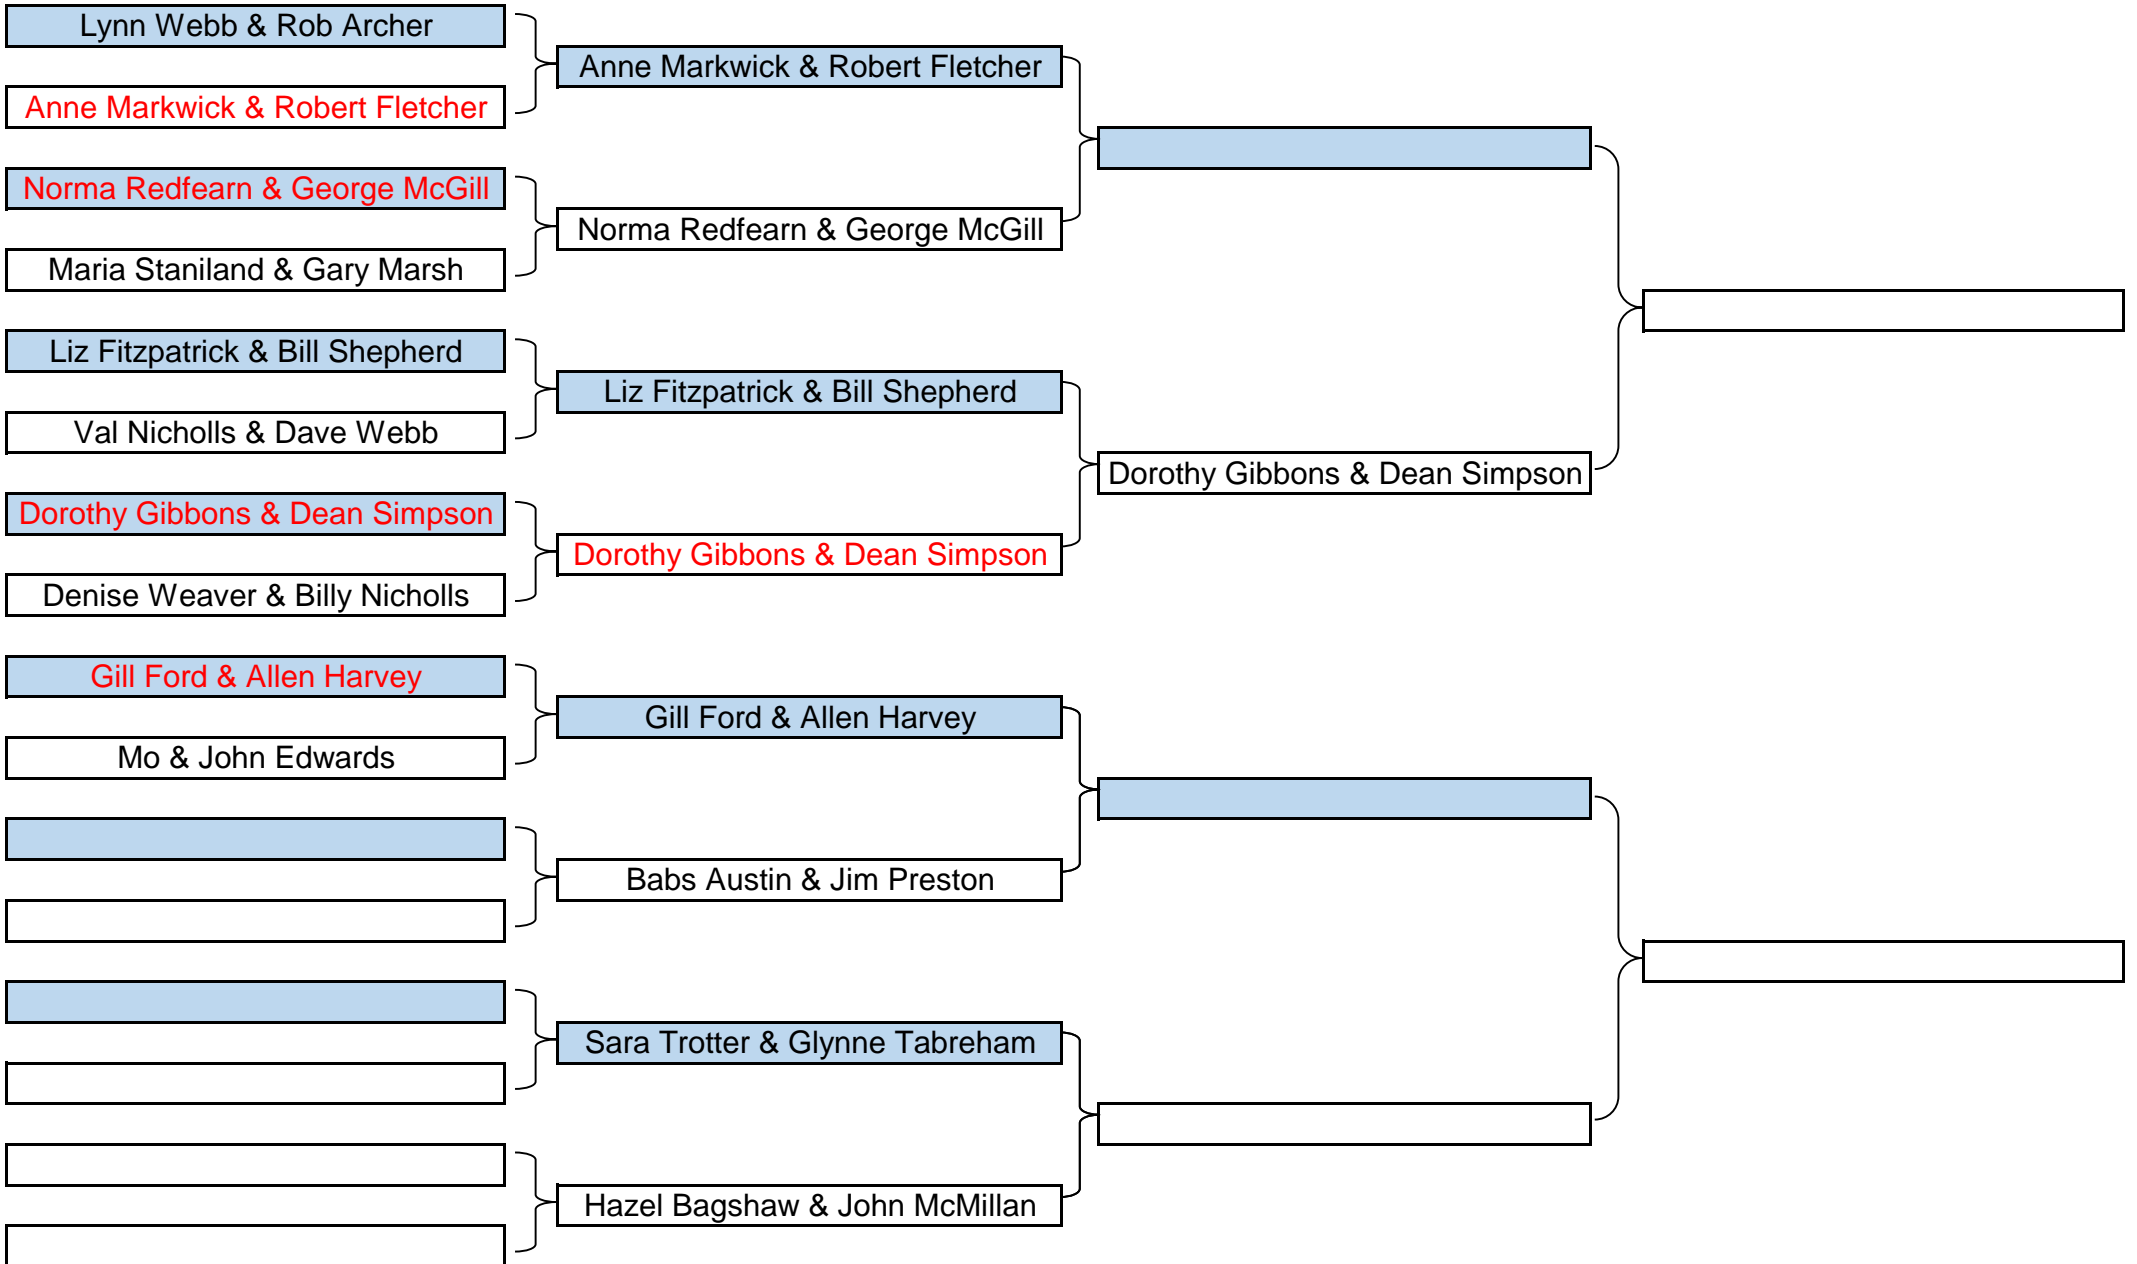 Lynn Webb & Rob Archer
Anne Markwick & Robert Fletcher
Norma Redfearn & George McGill
Maria Staniland & Gary Marsh
Liz Fitzpatrick & Bill Shepherd
Val Nicholls & Dave Webb
Dorothy Gibbons & Dean Simpson
Denise Weaver & Billy Nicholls
Gill Ford & Allen Harvey
Mo & John Edwards
Anne Markwick & Robert Fletcher
Norma Redfearn & George McGill
Liz Fitzpatrick & Bill Shepherd
Dorothy Gibbons & Dean Simpson
Gill Ford & Allen Harvey
Babs Austin & Jim Preston
Sara Trotter & Glynne Tabreham
Hazel Bagshaw & John McMillan
Dorothy Gibbons & Dean Simpson